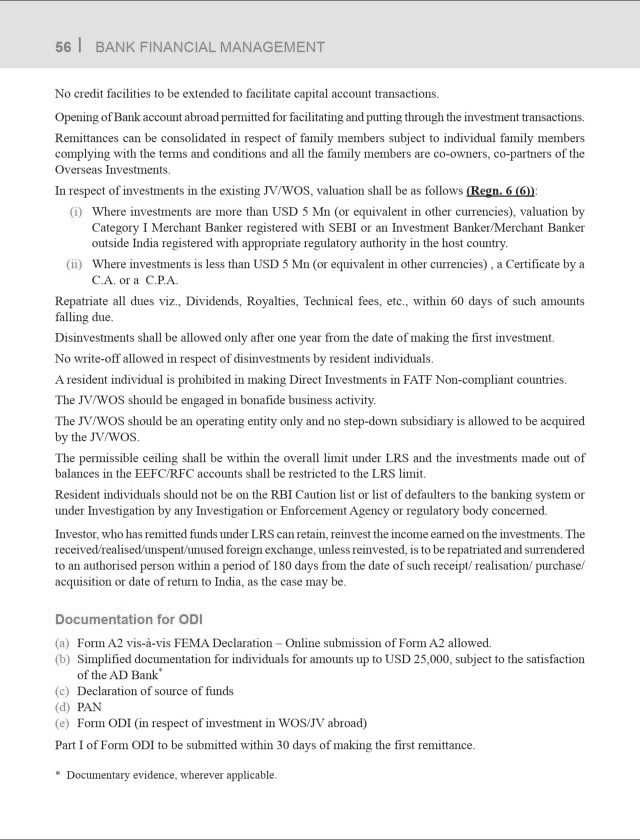 56 | BANK FINANCIAL MANAGEMENT
No credit facilities to be extended to facilitate capital account transactions.
Opening of Bank account abroad permitted for facilitating and putting through the investment transactions.
Remittances can be consolidated in respect of family members subject to individual family members
complying with the terms and conditions and all the family members are co-owners, co-partners of the
Overseas Investments.
In respect of investments in the existing JV/WOS, valuation shall be as follows (Regn. 6 (6)):
(i) Where investments are more than USD 5 Mn (or equivalent in other currencies), valuation by
Category I Merchant Banker registered with SEBI or an Investment Banker/Merchant Banker
outside India registered with appropriate regulatory authority in the host country.
(ii) Where investments is less than USD 5 Mn (or equivalent in other currencies) , a Certificate by a
C.A. or a C.P.A.
Repatriate all dues viz., Dividends, Royalties, Technical fees, etc., within 60 days of such amounts
falling due.
Disinvestments shall be allowed only after one year from the date of making the first investment.
No write-off allowed in respect of disinvestments by resident individuals.
A resident individual is prohibited in making Direct Investments in FATF Non-compliant countries.
The JV/WOS should be engaged in bonafide business activity.
The JV/WOS should be an operating entity only and no step-down subsidiary is allowed to be acquired
by the JV/WOS.
The permissible ceiling shall be within the overall limit under LRS and the investments made out of
balances in the EEFC/RFC accounts shall be restricted to the LRS limit.
Resident individuals should not be on the RBI Caution list or list of defaulters to the banking system or
under Investigation by any Investigation or Enforcement Agency or regulatory body concerned.
Investor, who has remitted funds under LRS can retain, reinvest the income earned on the investments. The
received/realised/unspent/unused foreign exchange, unless reinvested, is to be repatriated and surrendered
to an authorised person within a period of 180 days from the date of such receipt/ realisation/ purchase/
acquisition or date of return to India, as the case may be.
Documentation for ODI
(a) Form A2 vis-à-vis FEMA Declaration – Online submission of Form A2 allowed.
(b) Simplified documentation for individuals for amounts up to USD 25,000, subject to the satisfaction
of the AD Bank*
(c) Declaration of source of funds
(d) PAN
(e) Form ODI (in respect of investment in WOS/JV abroad)
Part I of Form ODI to be submitted within 30 days of making the first remittance.
* Documentary evidence, wherever applicable.